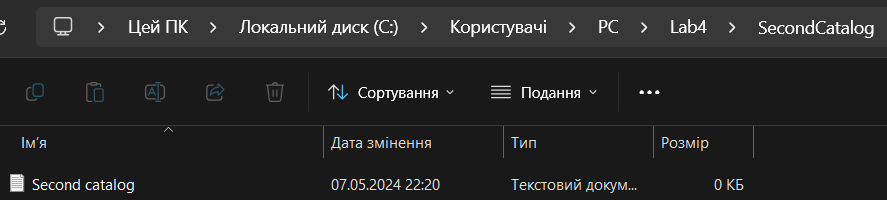 Цей ПК > Локальний диск (C:) > Користувачі > PC > Lab4 > SecondCatalog
Сортування Подання •••
Ім'я Дата змінення Тип Розмір
Second catalog 07.05.2024 22:20 Текстовий докум... 0 КБ